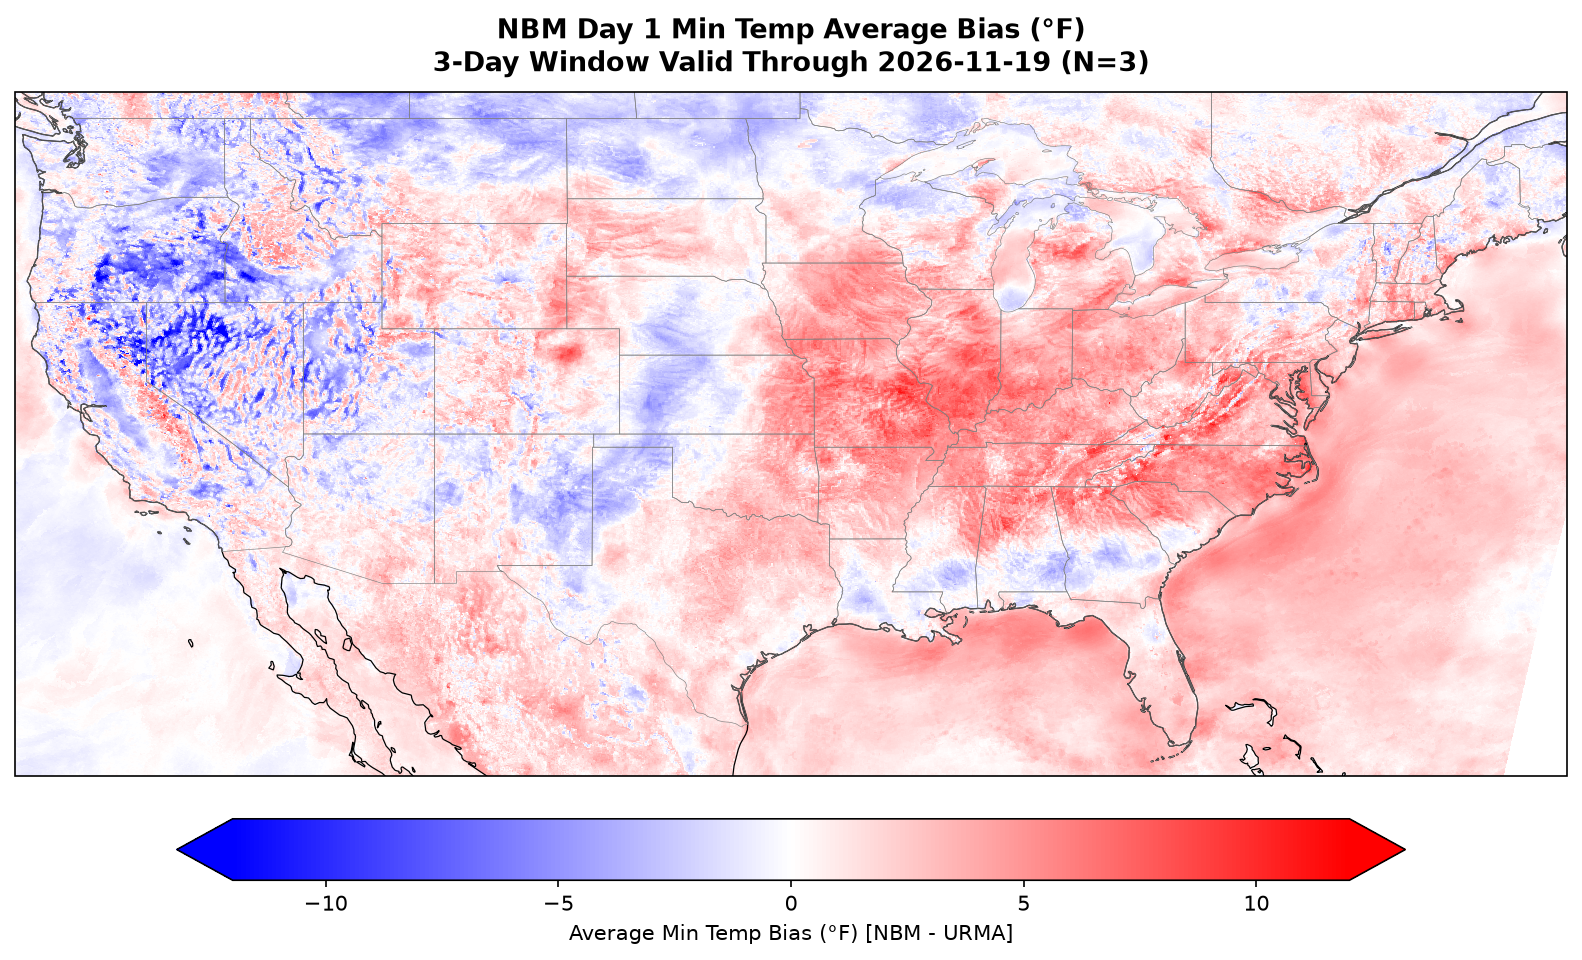 NBM Day 1 Min Temp Average Bias (°F)
3-Day Window Valid Through 2026-11-19 (N=3)
−10 −5 0 5 10
Average Min Temp Bias (°F) [NBM - URMA]